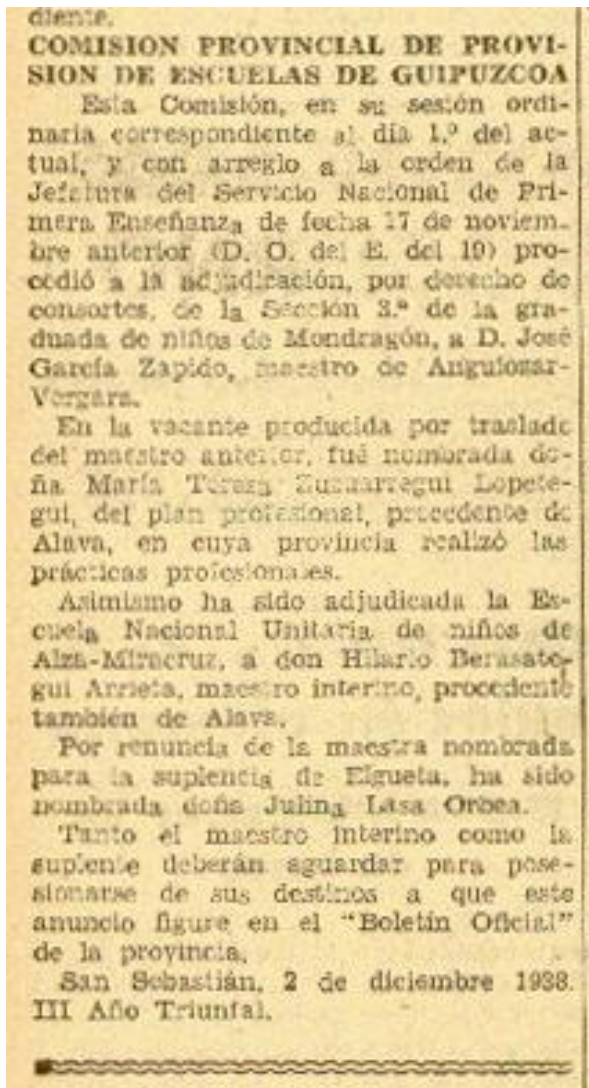 diente.
COMISION PROVINCIAL DE PROVI-
SION DE ESCUELAS DE GUIPUZCOA
Esta Comisión, en su sesión ordi-
naria correspondiente al día 1.º del ac-
tual, y con arreglo a la orden de la
Jefatura del Servicio Nacional de Pri-
mera Enseñanza de fecha 17 de noviem-
bre anterior (D. O. del E. del 19) pro-
cedió a la adjudicación, por derecho de
consortes, de la Sección 3.ª de la gra-
duada de niños de Mondragón, a D. José
García Zapido, maestro de Anguiozar-
Vergara.
En la vacante producida por traslado
del maestro anterior, fué nombrada do-
ña María Teresa Zuzuarregui Lopete-
gui, del plan profesional, precedente de
Alava, en cuya provincia realizó las
prácticas profesionales.
Asimismo ha sido adjudicada la Es-
cuela Nacional Unitaria de niños de
Alza-Miracruz, a don Hilario Berasate-
gui Arrieta, maestro interino, procedente
también de Alava.
Por renuncia de la maestra nombrada
para la suplencia de Elgueta, ha sido
nombrada doña Julina Lasa Orbea.
Tanto el maestro interino como la
suplente deberán aguardar para pose-
sionarse de sus destinos a que este
anuncio figure en el "Boletín Oficial"
de la provincia.
San Sebastián, 2 de diciembre 1938.
III Año Triunfal.